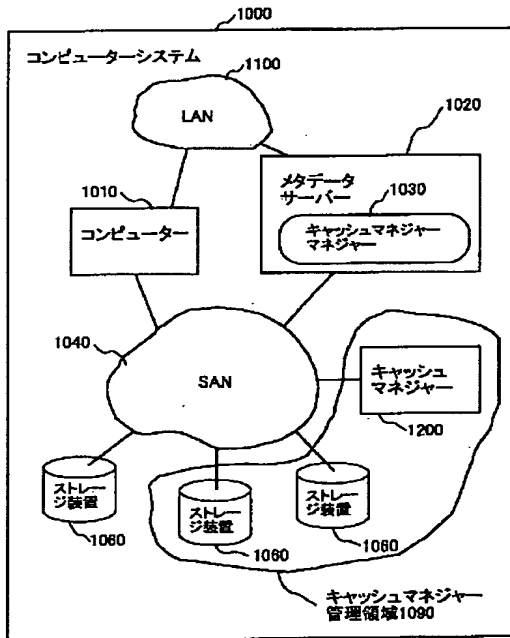 1000
コンピューターシステム
1100
LAN
1020
メタデータ
サーバー
1030
キャッシュマネジャー
マネジャー
1010
コンピューター
1040
SAN
キャッシュ
マネジャー
1200
ストレー
ジ装置
1060
ストレー
ジ装置
1060
ストレー
ジ装置
1060
キャッシュマネジャー
管理領域1090